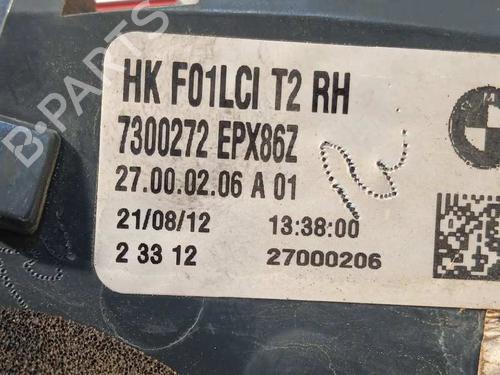 HK F01LCI T2 RH
7300272 EPX86Z
27.00.02.06 A 01
21/08/12 13:38:00
2 33 12 27000206
B-PARTS